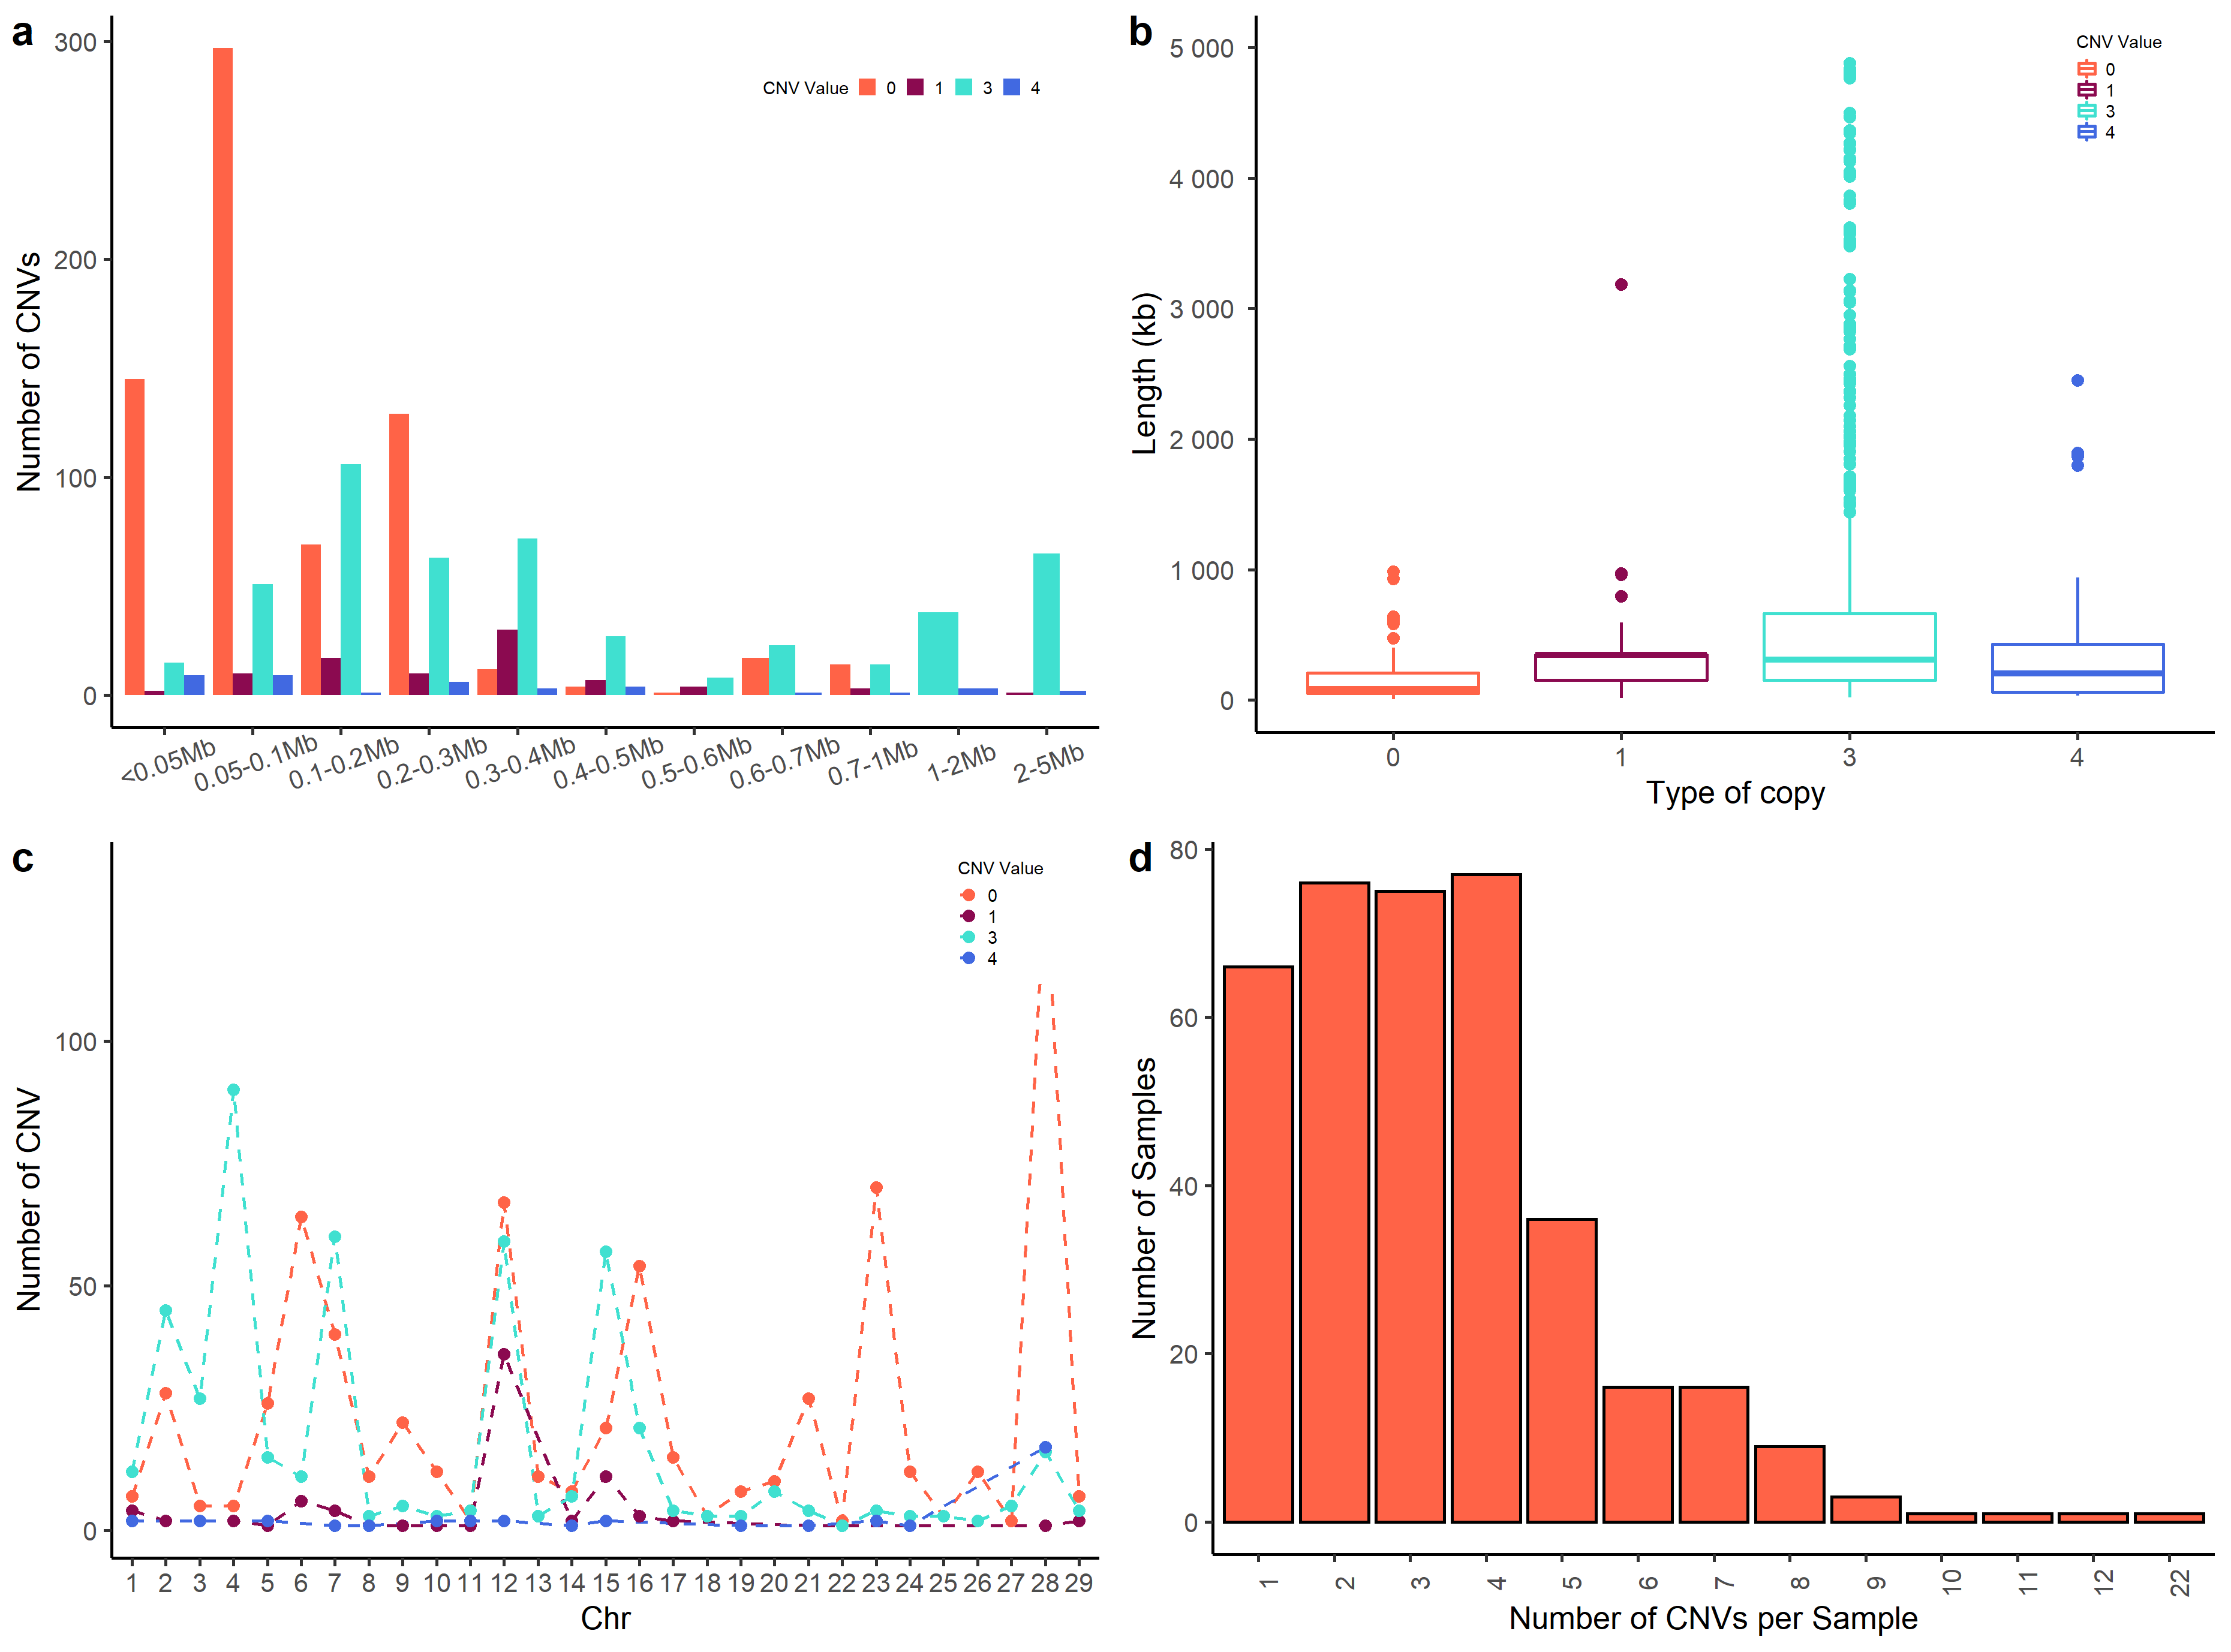 a
300
200
100
0
Number of CNVs
CNV Value 0 1 3 4
<0.05Mb 0.05-0.1Mb 0.1-0.2Mb 0.2-0.3Mb 0.3-0.4Mb 0.4-0.5Mb 0.5-0.6Mb 0.6-0.7Mb 0.7-1Mb 1-2Mb 2-5Mb
b
5 000
4 000
3 000
2 000
1 000
0
Length (kb)
CNV Value
0
1
3
4
0 1 3 4
Type of copy
c
100
50
0
Number of CNV
CNV Value
0
1
3
4
1 2 3 4 5 6 7 8 9 10 11 12 13 14 15 16 17 18 19 20 21 22 23 24 25 26 27 28 29
Chr
d
80
60
40
20
0
Number of Samples
1 2 3 4 5 6 7 8 9 10 11 12 22
Number of CNVs per Sample